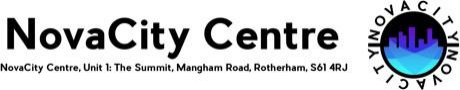 NovaCity Centre
NovaCity Centre, Unit 1: The Summit, Mangham Road, Rotherham, S61 4RJ
NOVACITY
NOVACITY